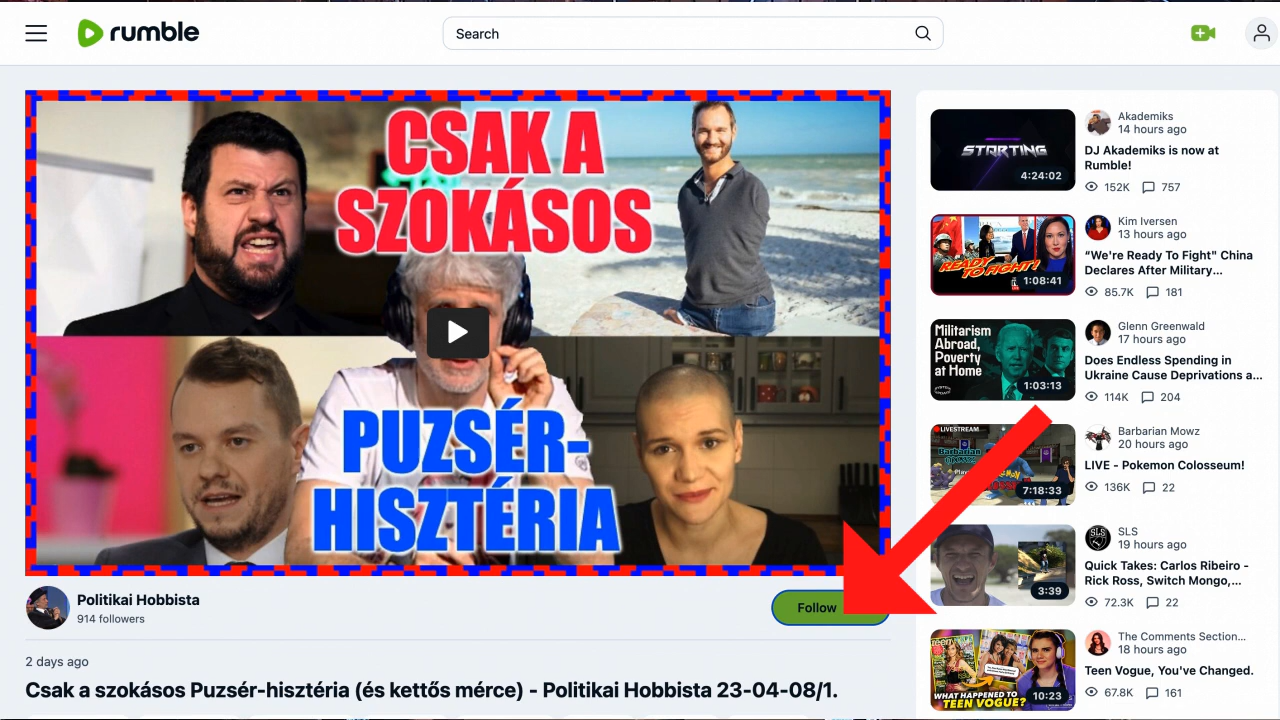 rumble
Search
CSAK A
SZOKÁSOS
PUZSÉR-
HISZTÉRIA
Politikai Hobbista
914 followers
Follow
2 days ago
Csak a szokásos Puzsér-hisztéria (és kettős mérce) - Politikai Hobbista 23-04-08/1.
STARTING
4:24:02
Akademiks
14 hours ago
DJ Akademiks is now at
Rumble!
152K 757
READY
TO FIGHT!
1:08:41
Kim Iversen
13 hours ago
“We're Ready To Fight" China
Declares After Military...
85.7K 181
Militarism
Abroad,
Poverty
at Home
1:03:13
Glenn Greenwald
17 hours ago
Does Endless Spending in
Ukraine Cause Deprivations a...
114K 204
LIVESTREAM
Barbarian
7:18:33
Barbarian Mowz
20 hours ago
LIVE - Pokemon Colosseum!
136K 22
3:39
SLS
SLS
19 hours ago
Quick Takes: Carlos Ribeiro -
Rick Ross, Switch Mongo,...
72.3K 22
teen
WHAT HAPPENED TO
TEEN VOGUE?
10:23
The Comments Section...
18 hours ago
Teen Vogue, You've Changed.
67.8K 161